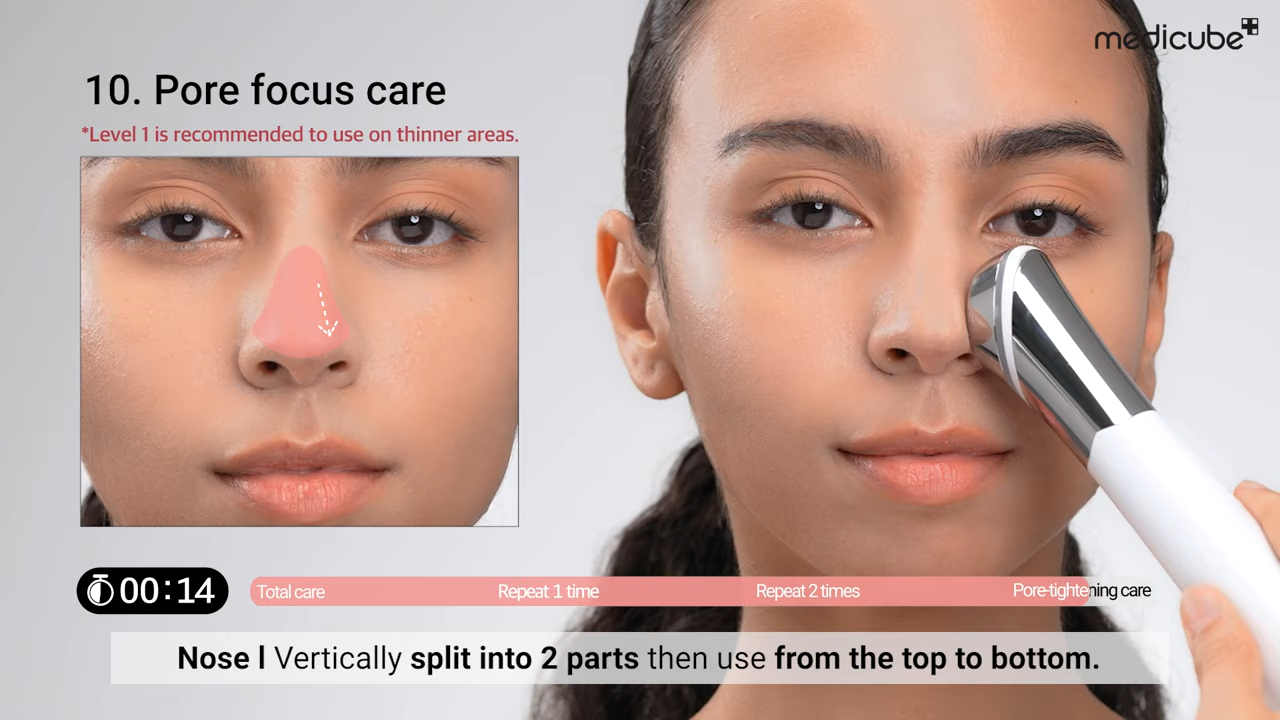 medicube
10. Pore focus care
*Level 1 is recommended to use on thinner areas.
00:14
Total care Repeat 1 time Repeat 2 times Pore-tightening care
Nose l Vertically split into 2 parts then use from the top to bottom.